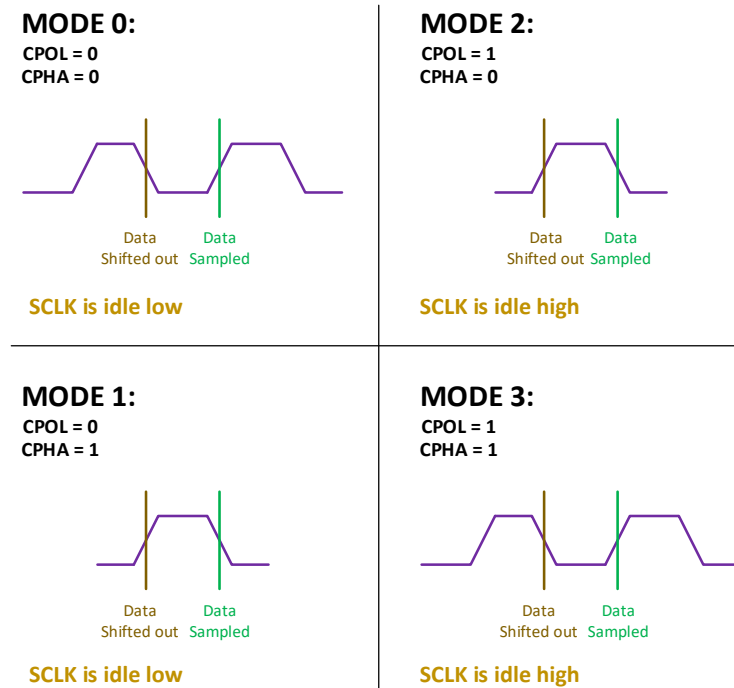 MODE 0:
CPOL = 0
CPHA = 0
Data
Shifted out
Data
Sampled
SCLK is idle low
MODE 2:
CPOL = 1
CPHA = 0
Data
Shifted out
Data
Sampled
SCLK is idle high
MODE 1:
CPOL = 0
CPHA = 1
Data
Shifted out
Data
Sampled
SCLK is idle low
MODE 3:
CPOL = 1
CPHA = 1
Data
Shifted out
Data
Sampled
SCLK is idle high